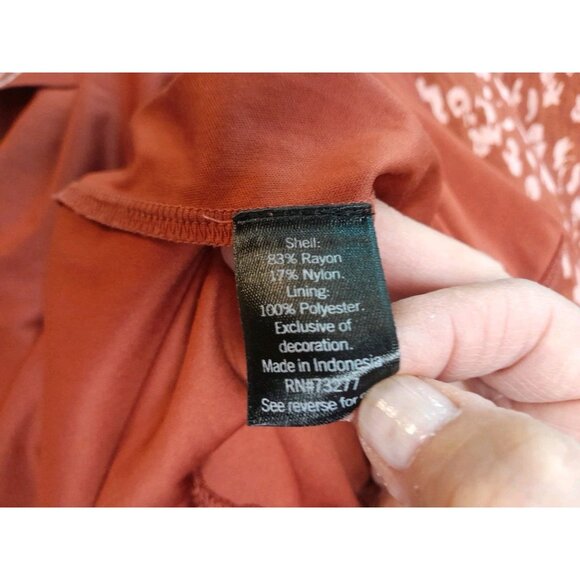 Shell:
83% Rayon
17% Nylon.
Lining:
100% Polyester.
Exclusive of
decoration.
Made in Indonesia
RN#73277
See reverse for